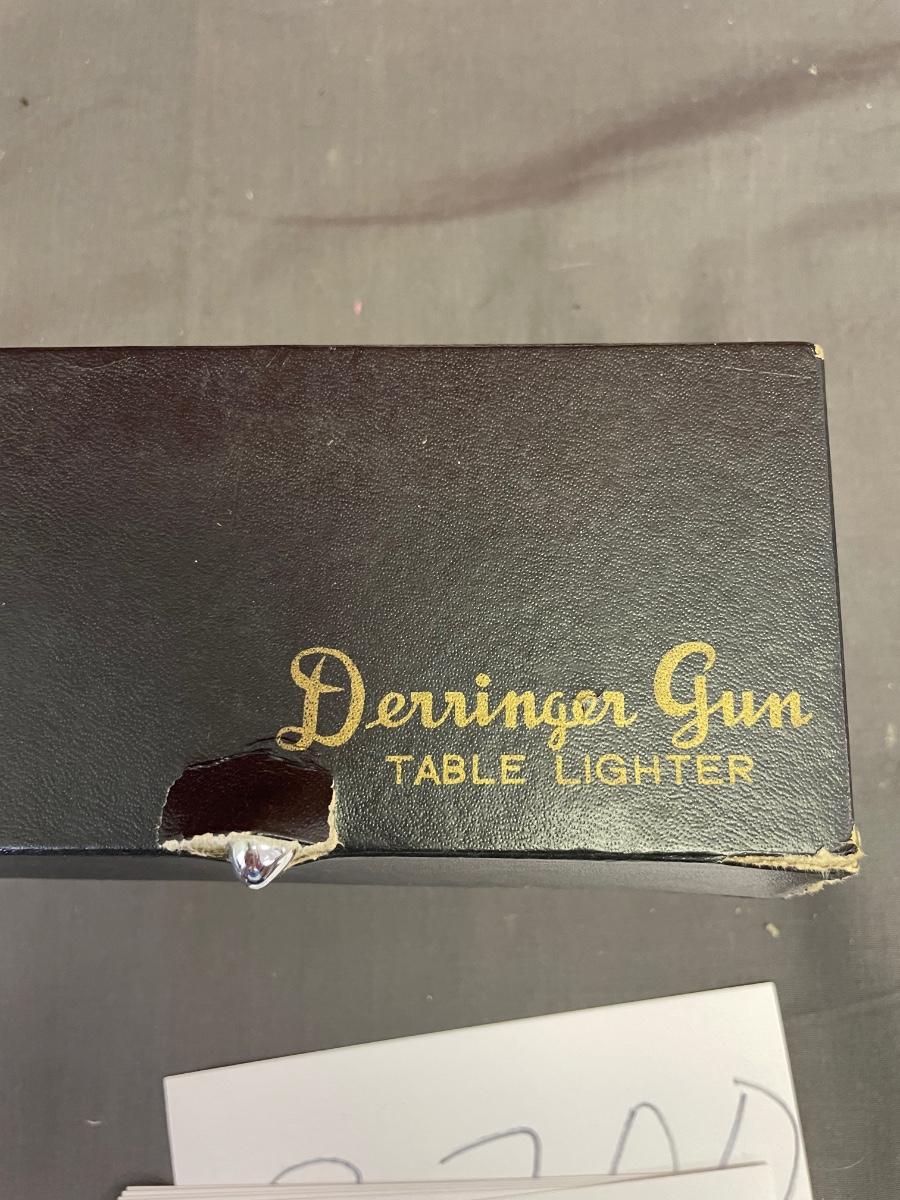 Derringer Gun
TABLE LIGHTER